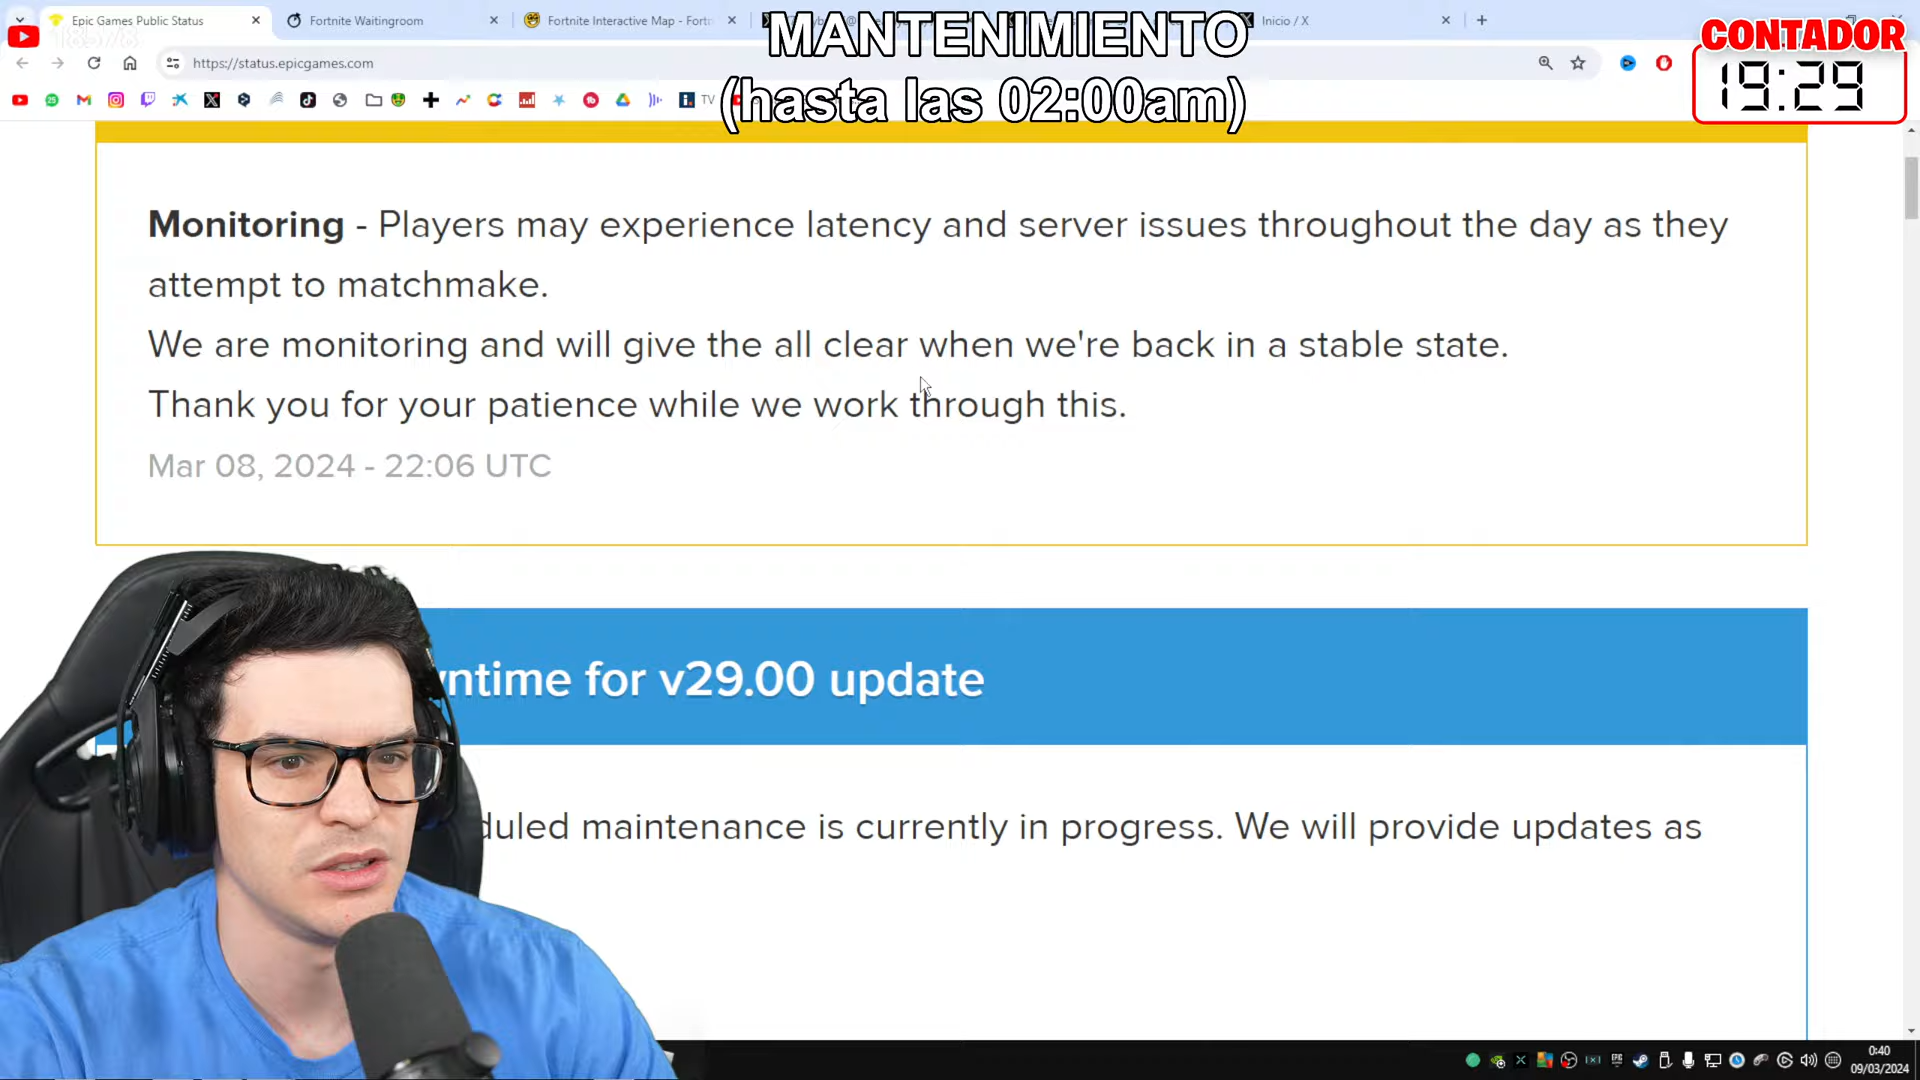 Epic Games Public Status
Fortnite Waitingroom
Fortnite Interactive Map - Fortn
Inicio / X
MANTENIMIENTO
(hasta las 02:00am)
CONTADOR
19:29
https://status.epicgames.com
TV
Monitoring - Players may experience latency and server issues throughout the day as they
attempt to matchmake.
We are monitoring and will give the all clear when we're back in a stable state.
Thank you for your patience while we work through this.
Mar 08, 2024 - 22:06 UTC
ntime for v29.00 update
duled maintenance is currently in progress. We will provide updates as
0:40
09/03/2024